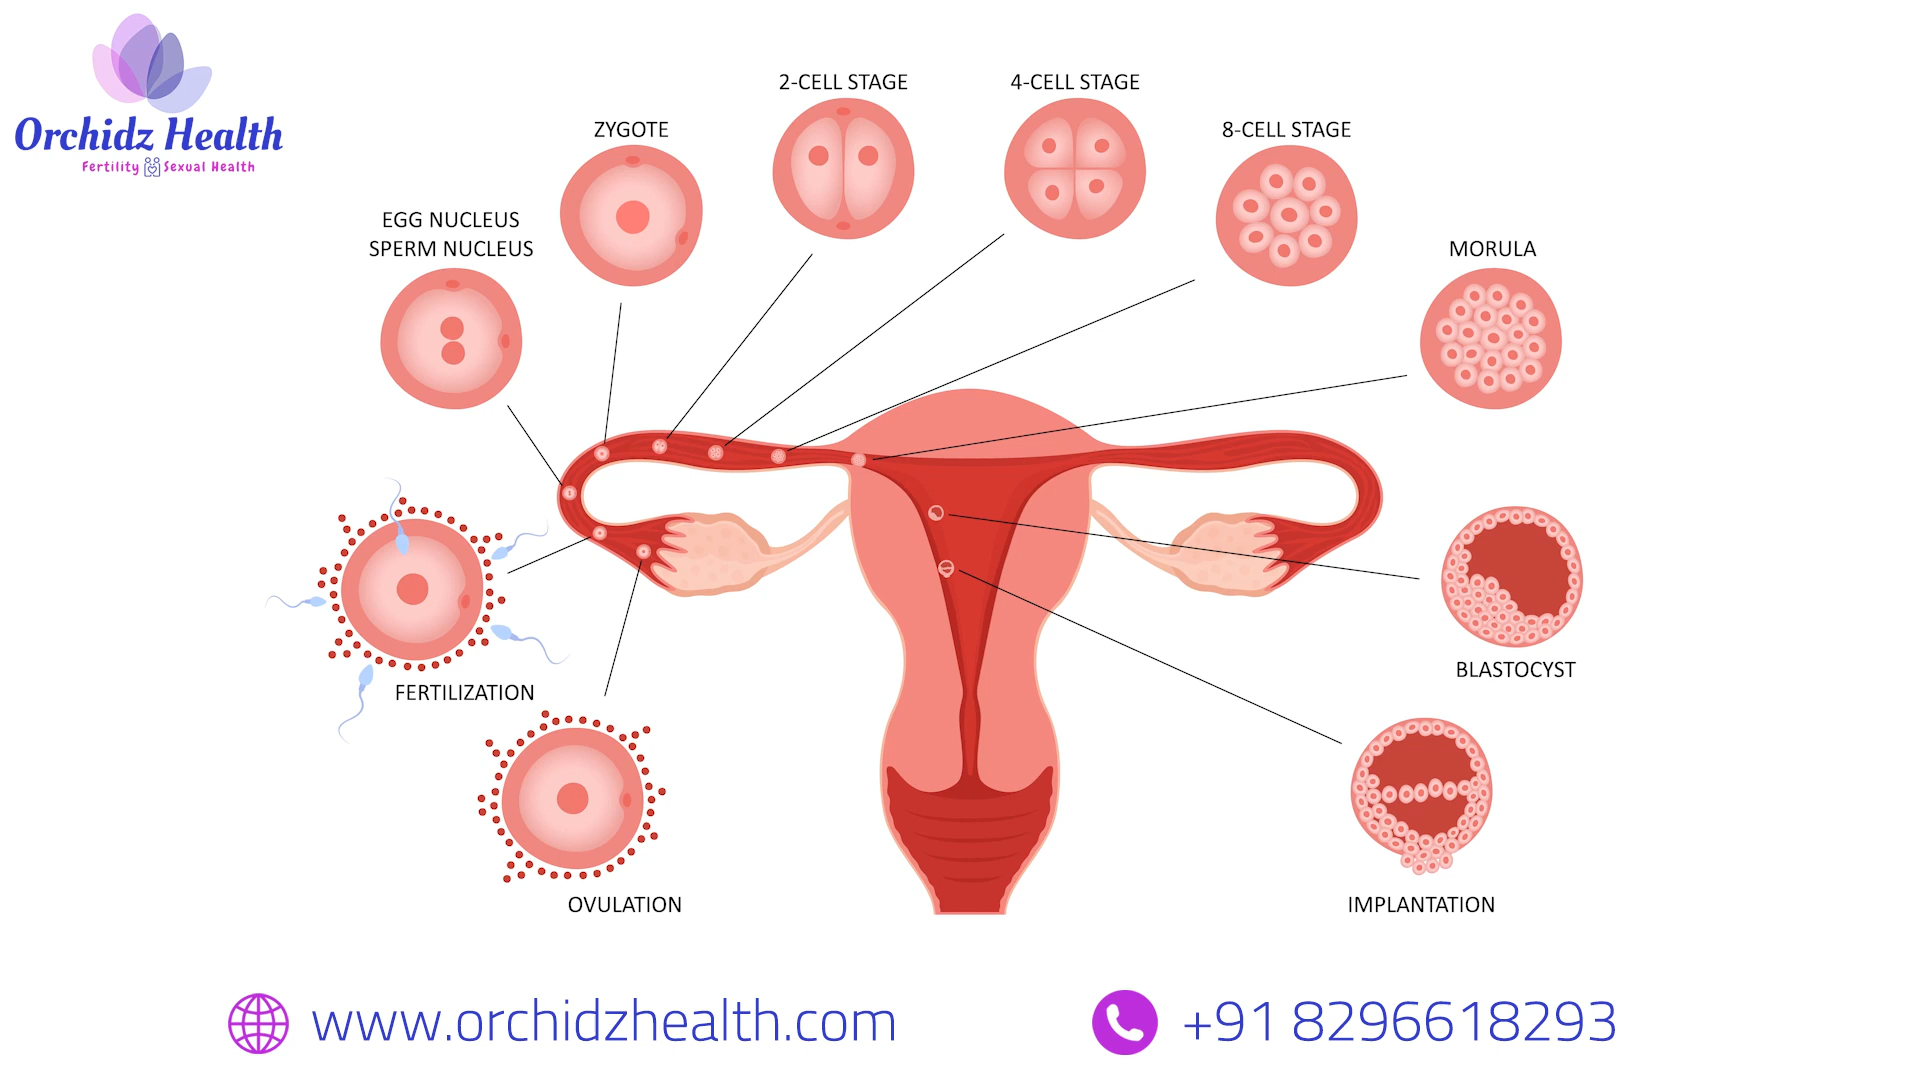 Orchidz Health
Fertility Sexual Health
2-CELL STAGE
4-CELL STAGE
ZYGOTE
8-CELL STAGE
EGG NUCLEUS
SPERM NUCLEUS
MORULA
FERTILIZATION
BLASTOCYST
OVULATION
IMPLANTATION
www.orchidzhealth.com
+91 8296618293